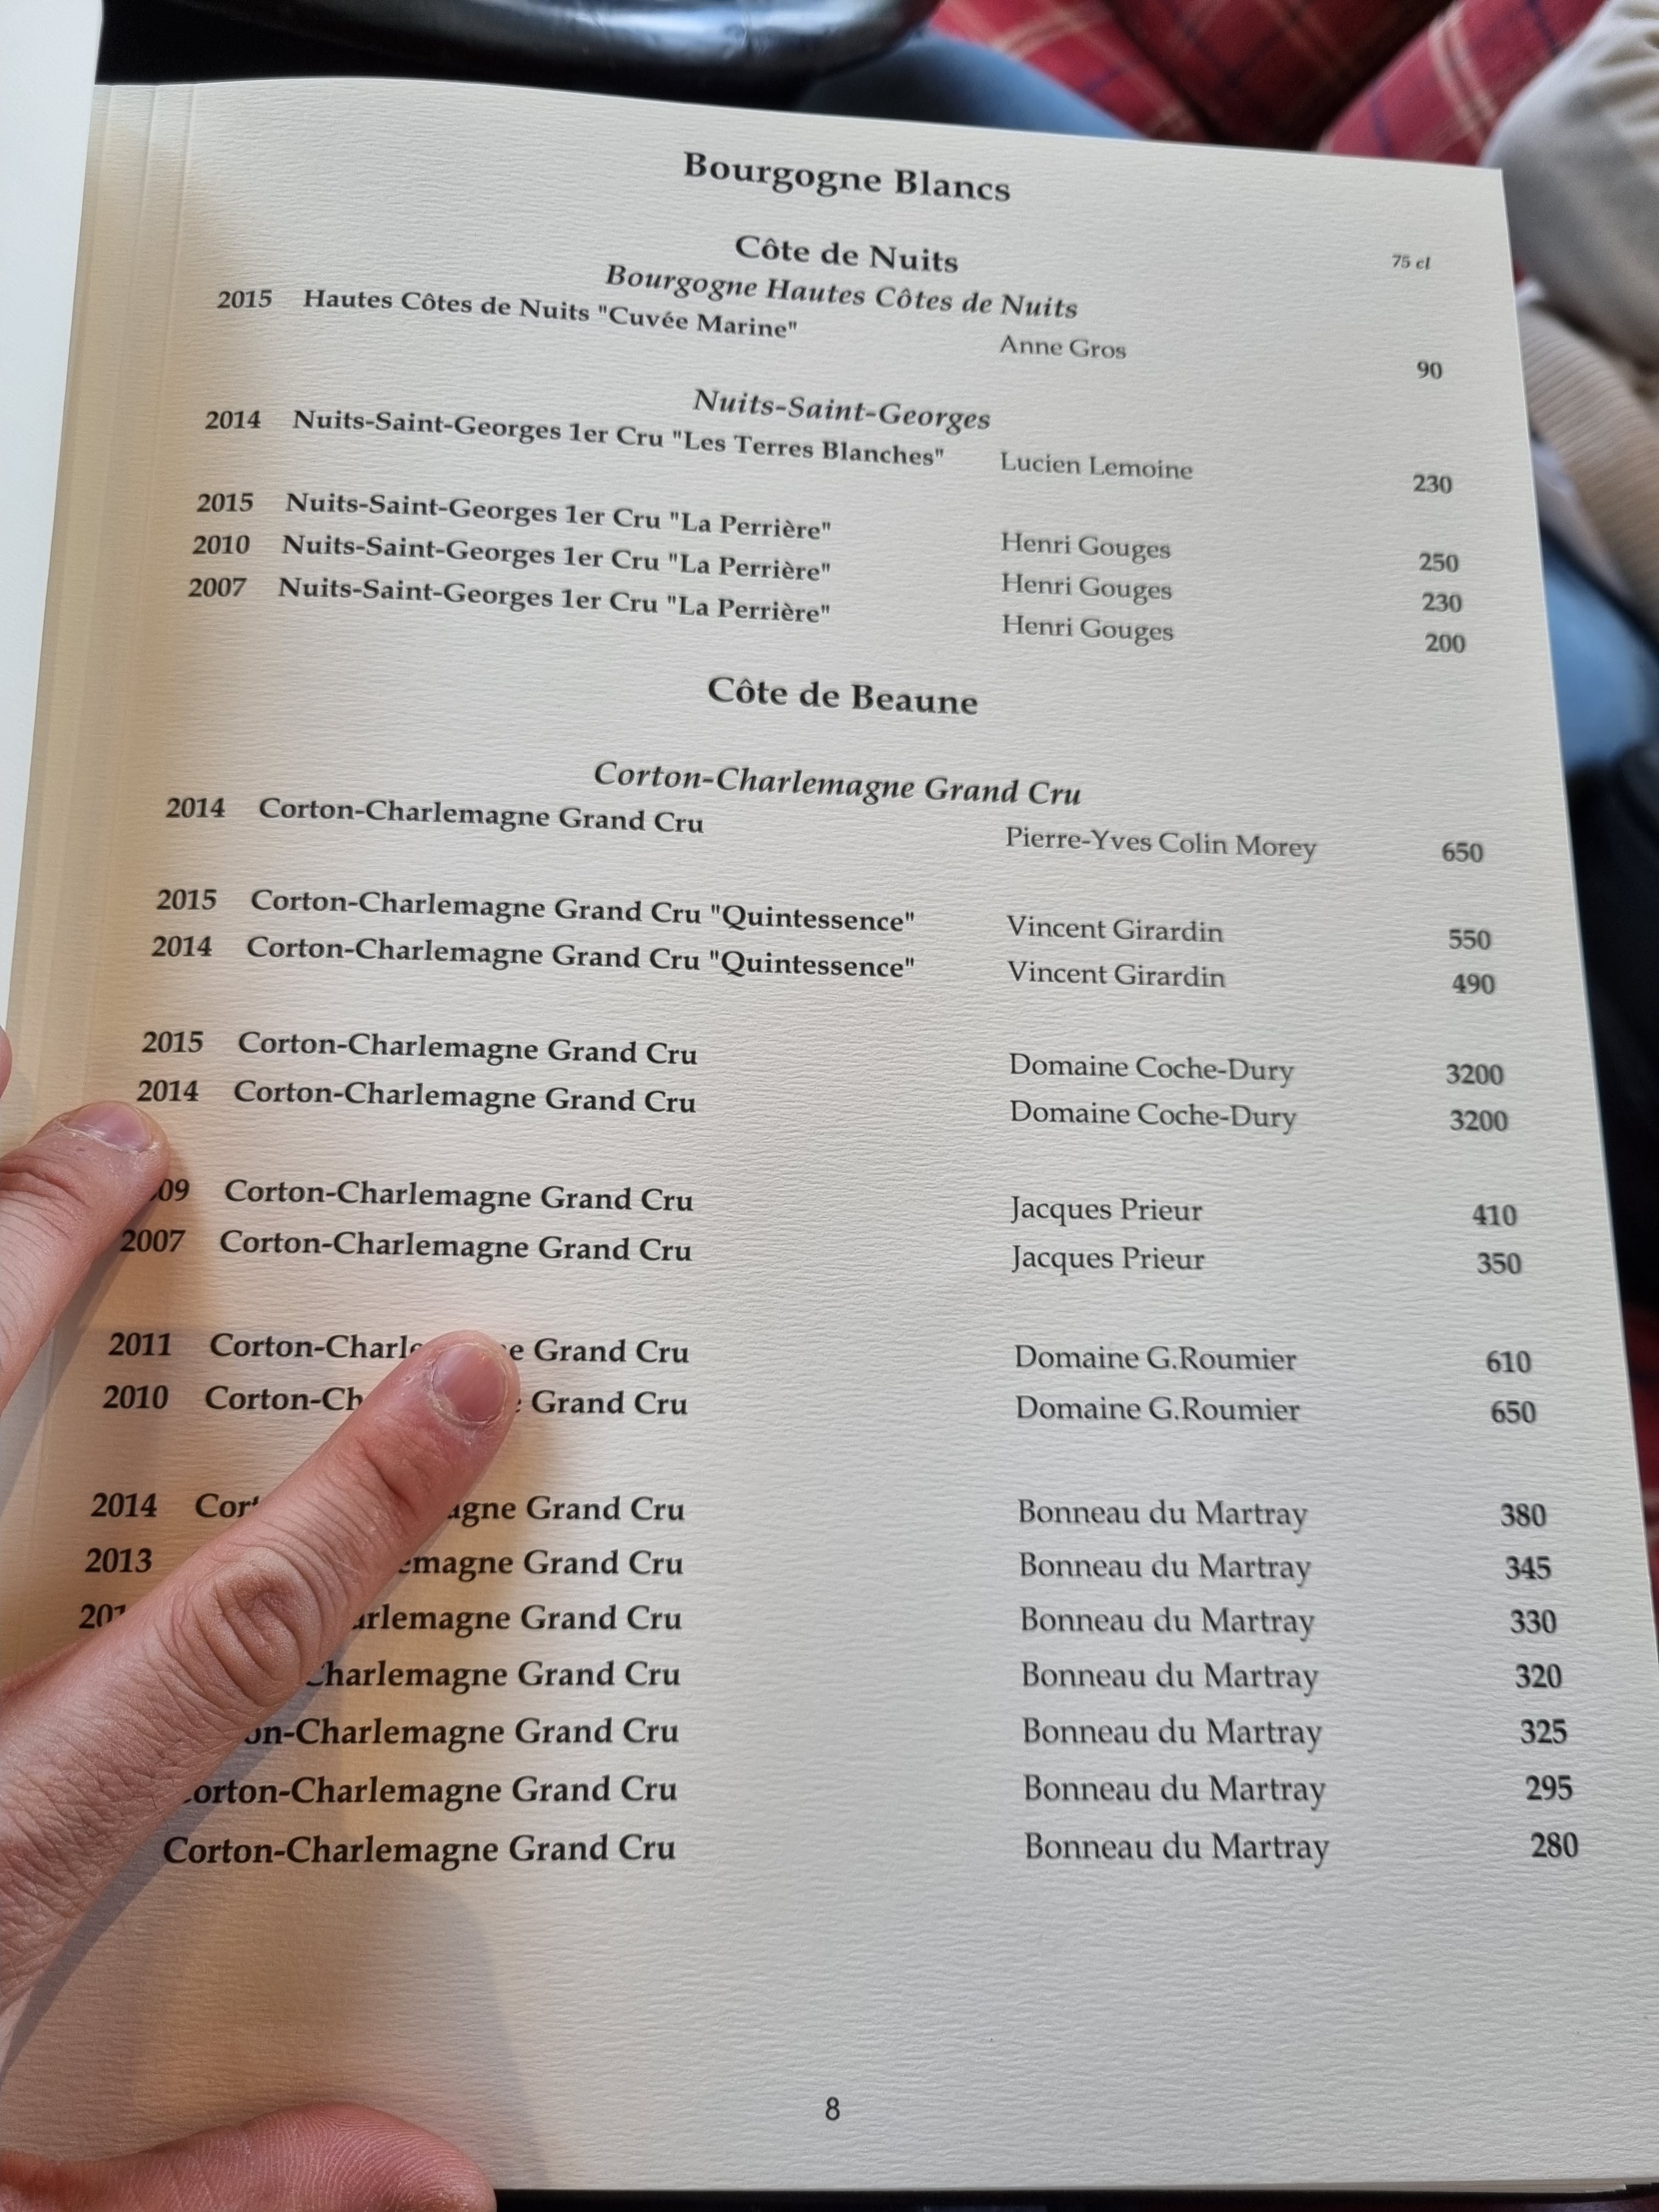 Bourgogne Blancs
Côte de Nuits
75 cl
Bourgogne Hautes Côtes de Nuits
2015 Hautes Côtes de Nuits "Cuvée Marine" Anne Gros 90
Nuits-Saint-Georges
2014 Nuits-Saint-Georges 1er Cru "Les Terres Blanches" Lucien Lemoine 230
2015 Nuits-Saint-Georges 1er Cru "La Perrière" Henri Gouges 250
2010 Nuits-Saint-Georges 1er Cru "La Perrière" Henri Gouges 230
2007 Nuits-Saint-Georges 1er Cru "La Perrière" Henri Gouges 200
Côte de Beaune
Corton-Charlemagne Grand Cru
2014 Corton-Charlemagne Grand Cru Pierre-Yves Colin Morey 650
2015 Corton-Charlemagne Grand Cru "Quintessence" Vincent Girardin 550
2014 Corton-Charlemagne Grand Cru "Quintessence" Vincent Girardin 490
2015 Corton-Charlemagne Grand Cru Domaine Coche-Dury 3200
2014 Corton-Charlemagne Grand Cru Domaine Coche-Dury 3200
Corton-Charlemagne Grand Cru Jacques Prieur 410
2007 Corton-Charlemagne Grand Cru Jacques Prieur 350
2011 Grand Cru Domaine G.Roumier 610
2010 Grand Cru Domaine G.Roumier 650
2014 Grand Cru Bonneau du Martray 380
2013 Grand Cru Bonneau du Martray 345
Grand Cru Bonneau du Martray 330
Grand Cru Bonneau du Martray 320
Grand Cru Bonneau du Martray 325
Grand Cru Bonneau du Martray 295
Corton-Charlemagne Grand Cru Bonneau du Martray 280
8